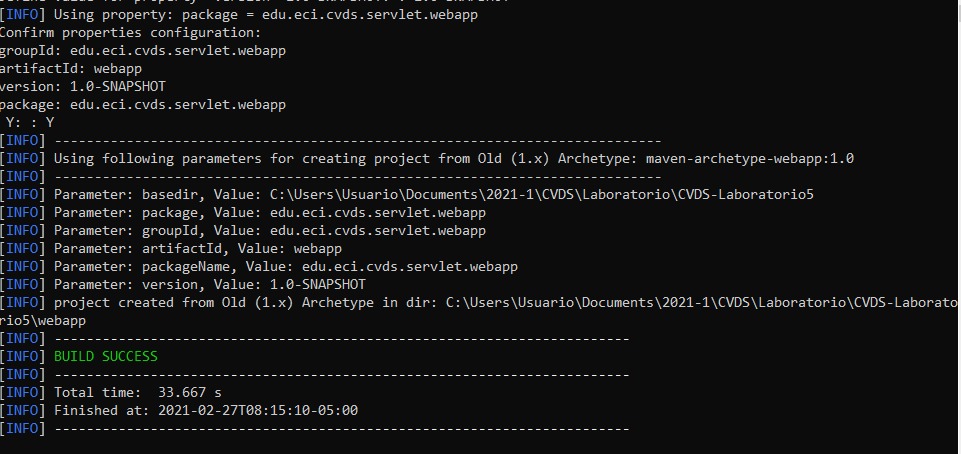 [INFO] Using property: package = edu.eci.cvds.servlet.webapp
Confirm properties configuration:
groupId: edu.eci.cvds.servlet.webapp
artifactId: webapp
version: 1.0-SNAPSHOT
package: edu.eci.cvds.servlet.webapp
 Y: : Y
[INFO] ----------------------------------------------------------------------------
[INFO] Using following parameters for creating project from Old (1.x) Archetype: maven-archetype-webapp:1.0
[INFO] ----------------------------------------------------------------------------
[INFO] Parameter: basedir, Value: C:\Users\Usuario\Documents\2021-1\CVDS\Laboratorio\CVDS-Laboratorio5
[INFO] Parameter: package, Value: edu.eci.cvds.servlet.webapp
[INFO] Parameter: groupId, Value: edu.eci.cvds.servlet.webapp
[INFO] Parameter: artifactId, Value: webapp
[INFO] Parameter: packageName, Value: edu.eci.cvds.servlet.webapp
[INFO] Parameter: version, Value: 1.0-SNAPSHOT
[INFO] project created from Old (1.x) Archetype in dir: C:\Users\Usuario\Documents\2021-1\CVDS\Laboratorio\CVDS-Laborato
rio5\webapp
[INFO] ------------------------------------------------------------------------
[INFO] BUILD SUCCESS
[INFO] ------------------------------------------------------------------------
[INFO] Total time:  33.667 s
[INFO] Finished at: 2021-02-27T08:15:10-05:00
[INFO] ------------------------------------------------------------------------